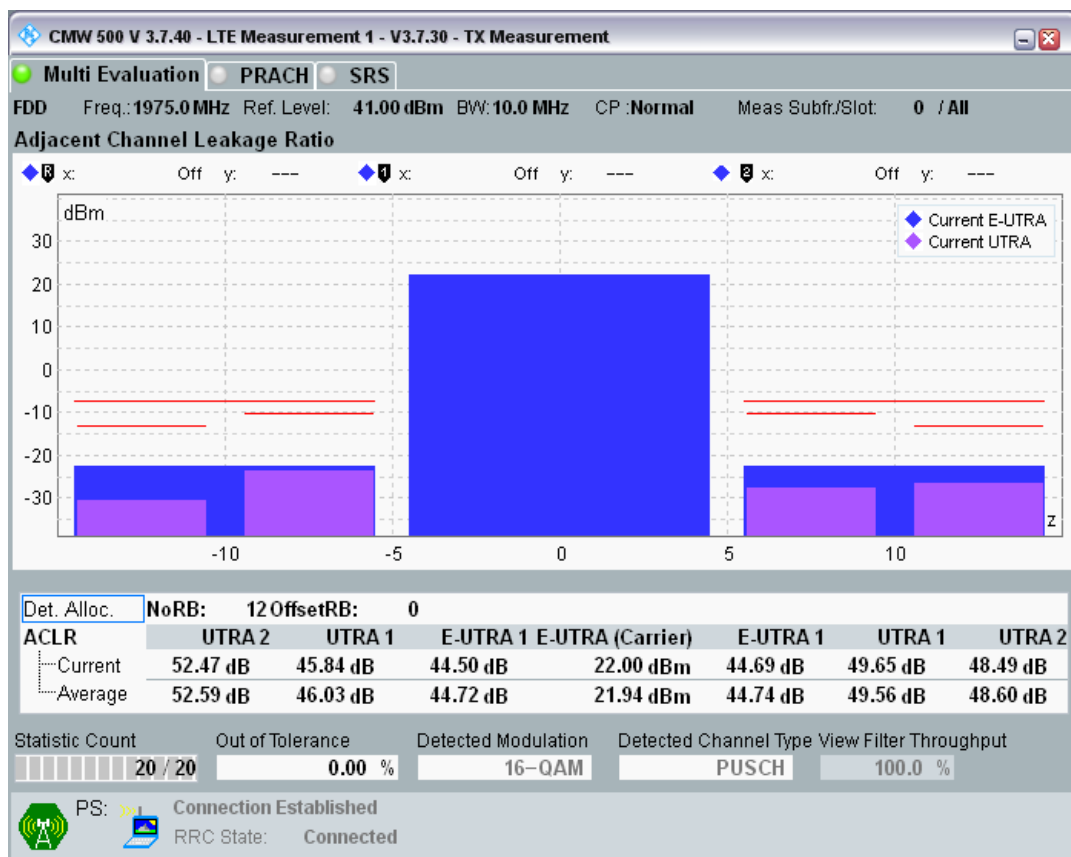 CMW 500 V 3.7.40 - LTE Measurement 1 - V3.7.30 - TX Measurement
Multi Evaluation PRACH SRS
FDD Freq.: 1975.0 MHz Ref. Level: 41.00 dBm BW: 10.0 MHz CP :Normal Meas Subfr./Slot: 0 / All
Adjacent Channel Leakage Ratio
R x: Off y: --- 1 x: Off y: --- 2 x: Off y: ---
dBm
Current E-UTRA
Current UTRA
30
20
10
0
-10
-20
-30
z
-10 -5 0 5 10
Det. Alloc. NoRB: 12 OffsetRB: 0
ACLR UTRA 2 UTRA 1 E-UTRA 1 E-UTRA (Carrier) E-UTRA 1 UTRA 1 UTRA 2
Current 52.47 dB 45.84 dB 44.50 dB 22.00 dBm 44.69 dB 49.65 dB 48.49 dB
Average 52.59 dB 46.03 dB 44.72 dB 21.94 dBm 44.74 dB 49.56 dB 48.60 dB
Statistic Count Out of Tolerance Detected Modulation Detected Channel Type View Filter Throughput
20 / 20 0.00 % 16-QAM PUSCH 100.0 %
PS: Connection Established
RRC State: Connected